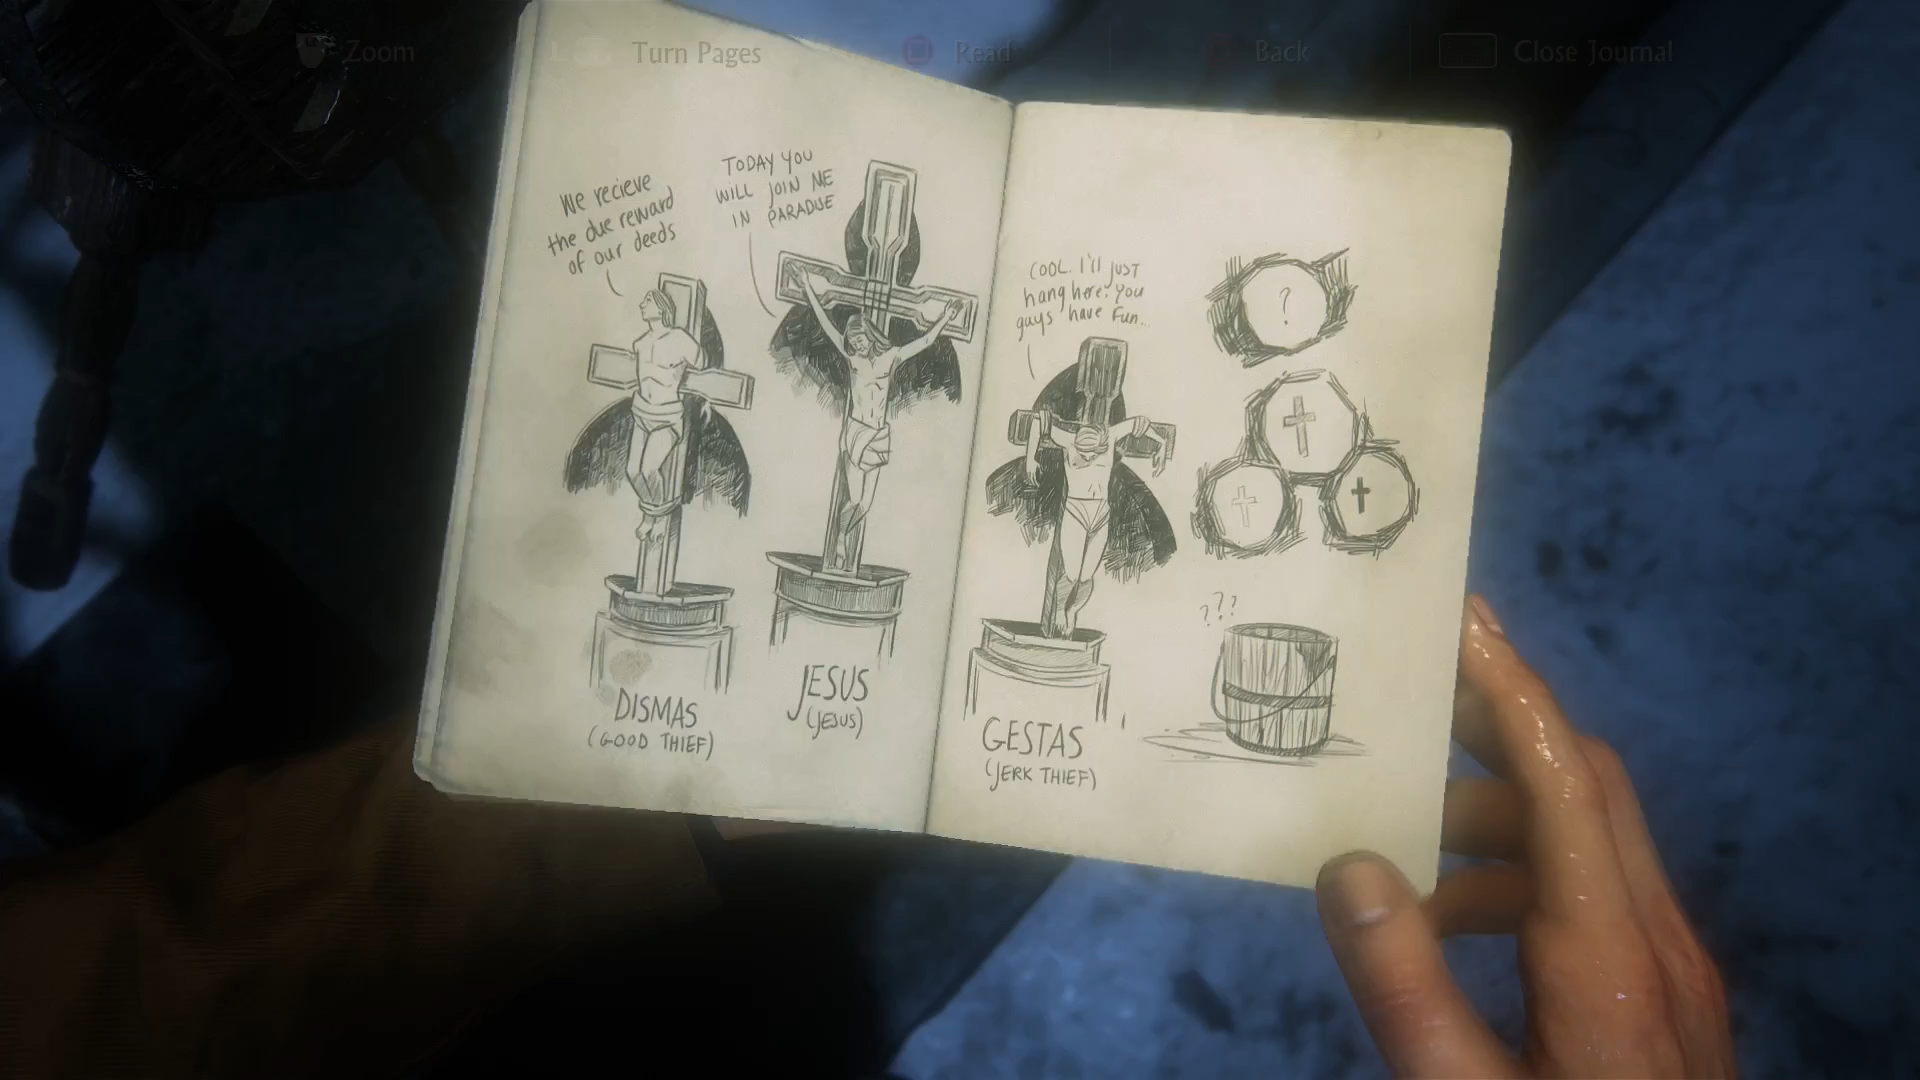 Zoom
Turn Pages
Read
Back
Close Journal
We recieve
the due reward
of our deeds
TODAY YOU
WILL JOIN ME
IN PARADISE
COOL. I'll JUST
hang here. You
guys have fun...
?
???
DISMAS
(GOOD THIEF)
JESUS
(JESUS)
GESTAS
(JERK THIEF)